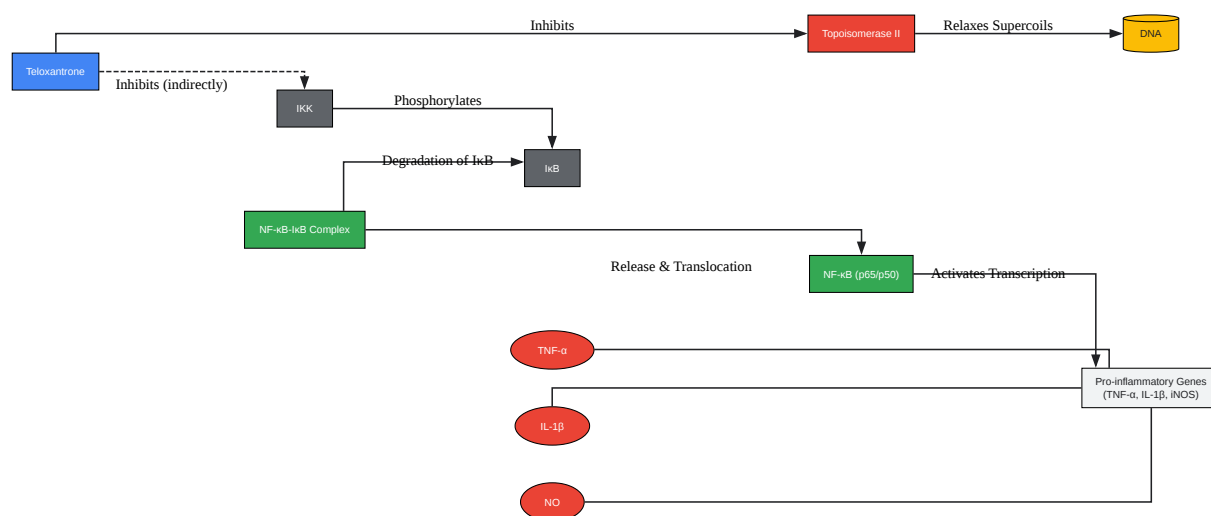 Inhibits
Topoisomerase II
Relaxes Supercoils
DNA
Teloxantrone
Inhibits (indirectly)
IKK
Phosphorylates
Degradation of IκB
IκB
NF-κB-IκB Complex
Release & Translocation
NF-κB (p65/p50)
Activates Transcription
TNF-α
Pro-inflammatory Genes
(TNF-α, IL-1β, iNOS)
IL-1β
NO